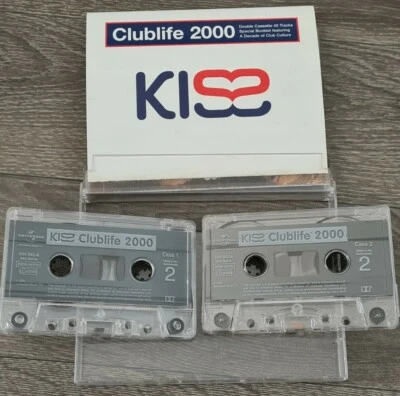 Clublife 2000
Double Cassette 40 Tracks
Special Booklet featuring
A Decade of Club Culture
KISS
KISS Clublife 2000
Cass 1
2
KISS Clublife 2000
Cass 2
2